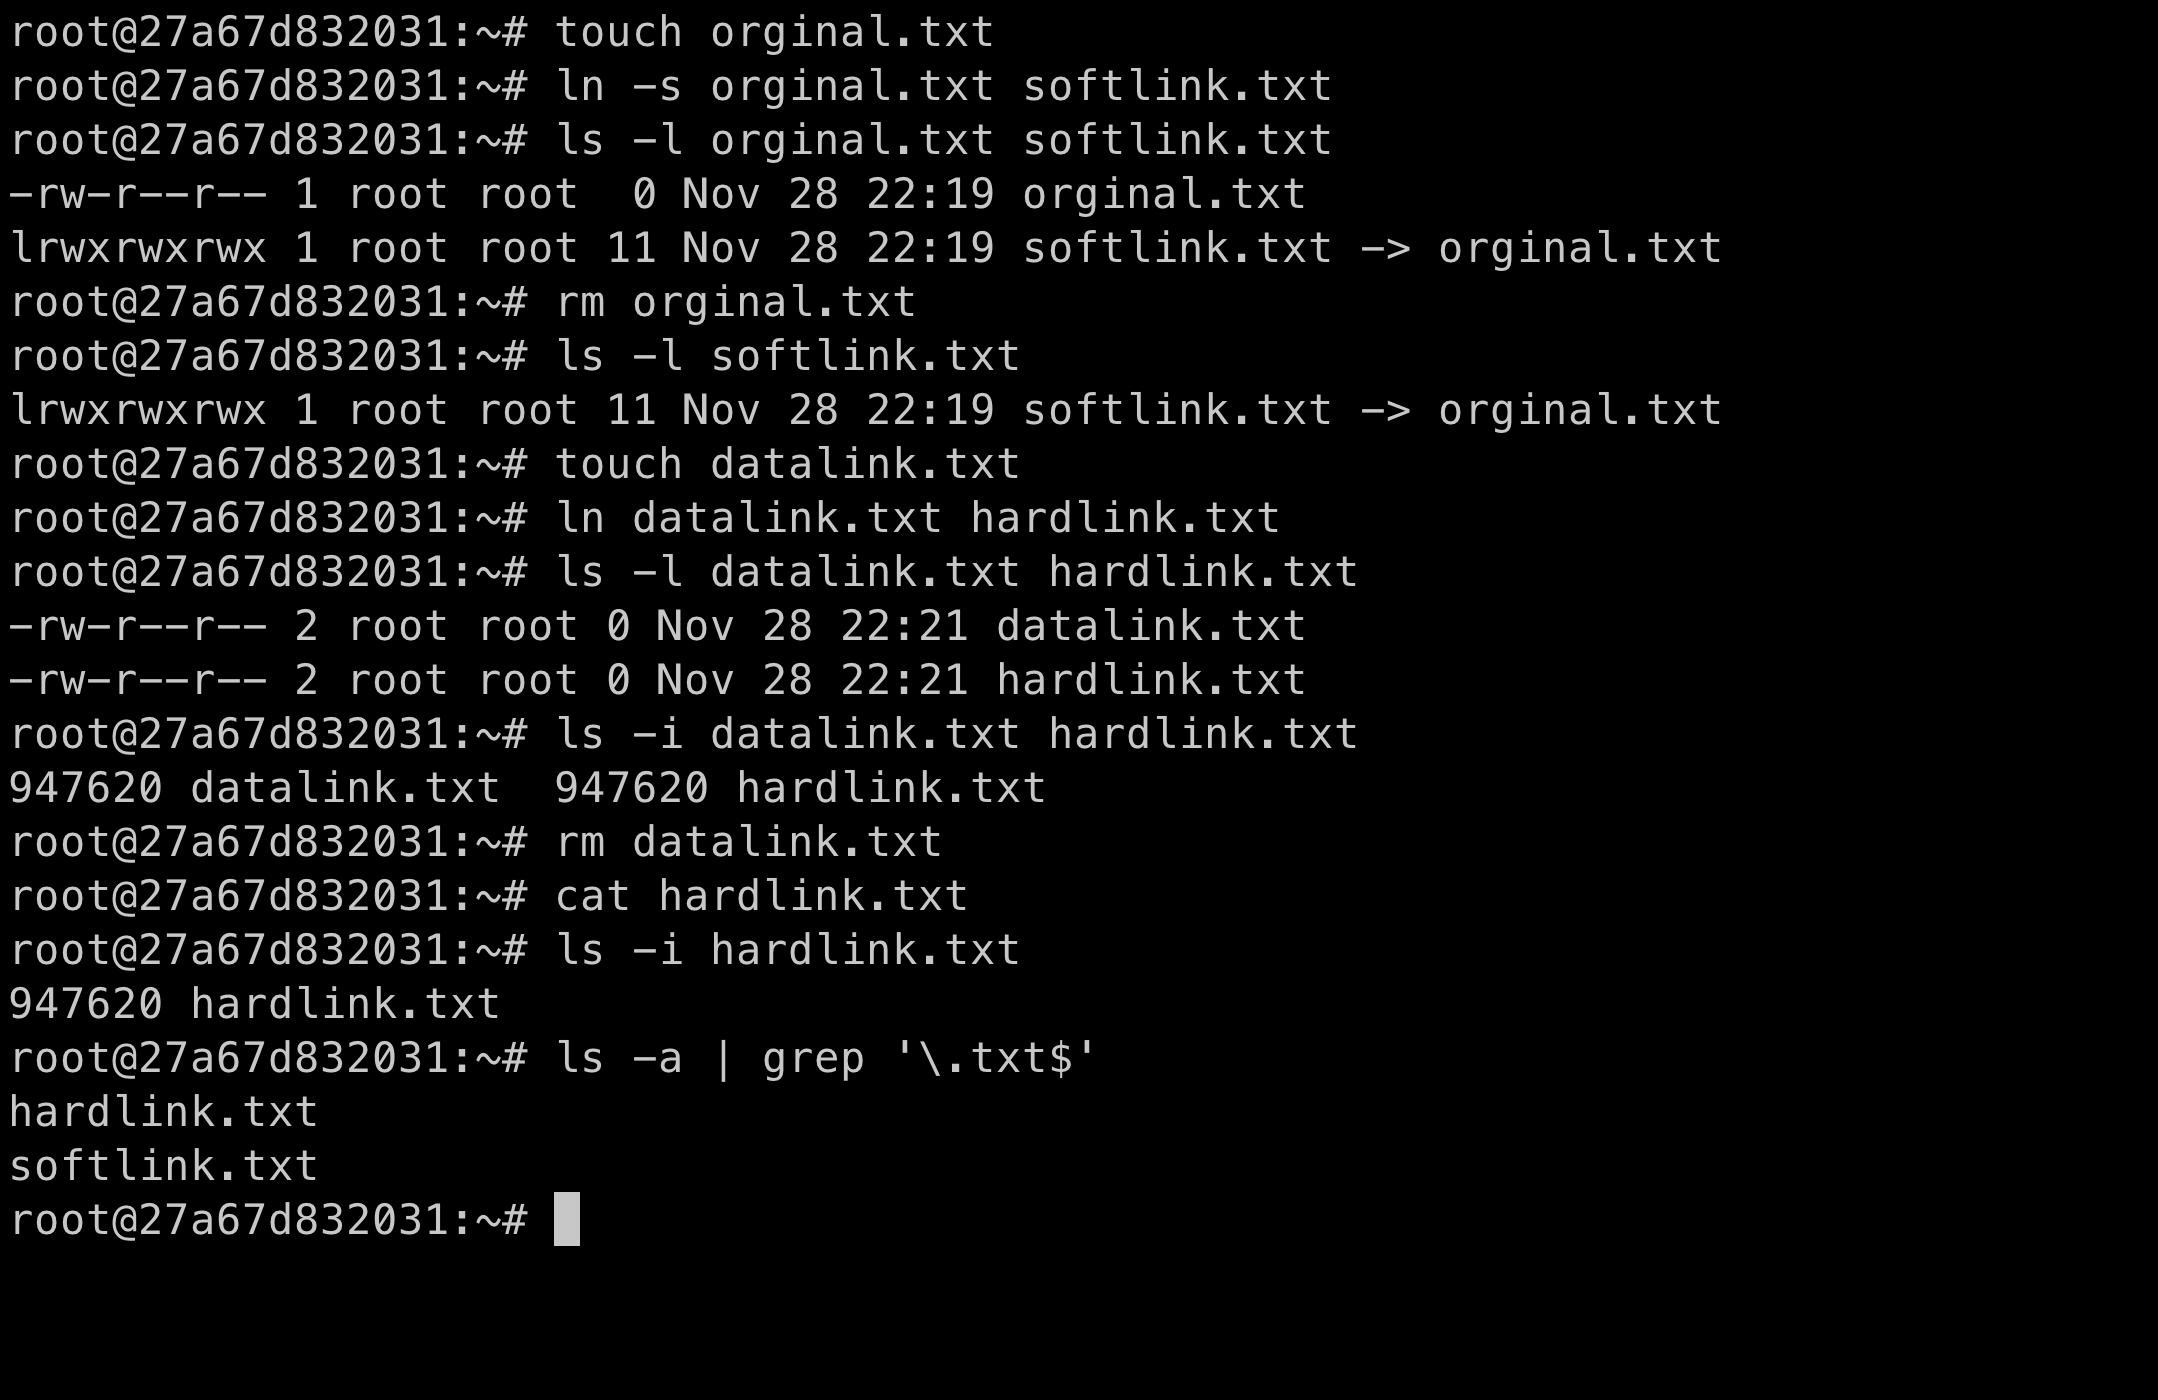 root@27a67d832031:~# touch orginal.txt
root@27a67d832031:~# ln -s orginal.txt softlink.txt
root@27a67d832031:~# ls -l orginal.txt softlink.txt
-rw-r--r-- 1 root root  0 Nov 28 22:19 orginal.txt
lrwxrwxrwx 1 root root 11 Nov 28 22:19 softlink.txt -> orginal.txt
root@27a67d832031:~# rm orginal.txt
root@27a67d832031:~# ls -l softlink.txt
lrwxrwxrwx 1 root root 11 Nov 28 22:19 softlink.txt -> orginal.txt
root@27a67d832031:~# touch datalink.txt
root@27a67d832031:~# ln datalink.txt hardlink.txt
root@27a67d832031:~# ls -l datalink.txt hardlink.txt
-rw-r--r-- 2 root root 0 Nov 28 22:21 datalink.txt
-rw-r--r-- 2 root root 0 Nov 28 22:21 hardlink.txt
root@27a67d832031:~# ls -i datalink.txt hardlink.txt
947620 datalink.txt  947620 hardlink.txt
root@27a67d832031:~# rm datalink.txt
root@27a67d832031:~# cat hardlink.txt
root@27a67d832031:~# ls -i hardlink.txt
947620 hardlink.txt
root@27a67d832031:~# ls -a | grep '\.txt$'
hardlink.txt
softlink.txt
root@27a67d832031:~#